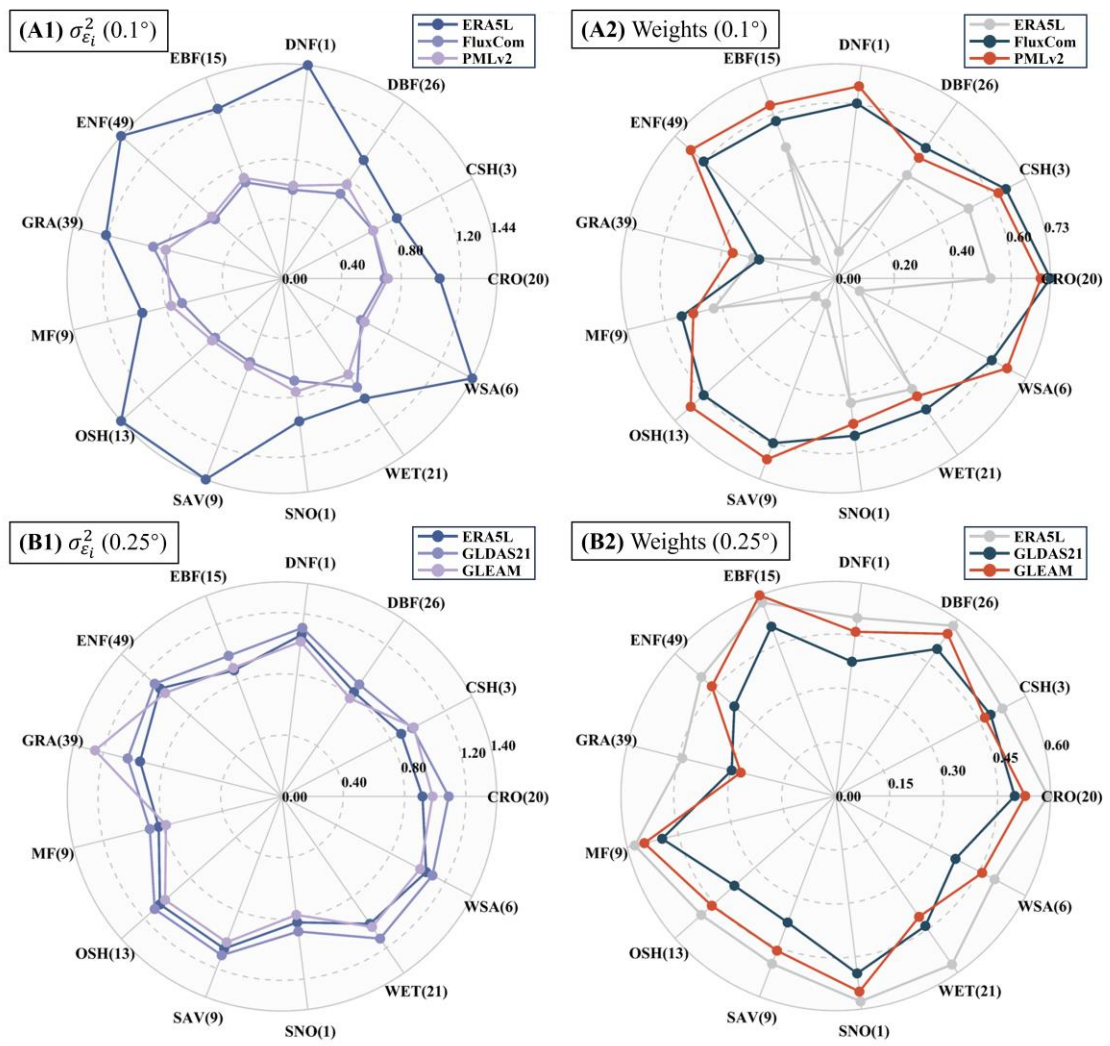 (A1) σ²εᵢ (0.1°)
ERA5L
FluxCom
PMLv2
DNF(1)
EBF(15)
DBF(26)
ENF(49)
CSH(3)
GRA(39)
1.44
1.20
0.80
0.40
0.00
CRO(20)
MF(9)
WSA(6)
OSH(13)
WET(21)
SAV(9)
SNO(1)
(A2) Weights (0.1°)
ERA5L
FluxCom
PMLv2
DNF(1)
EBF(15)
DBF(26)
ENF(49)
CSH(3)
GRA(39)
0.73
0.60
0.40
0.20
0.00
CRO(20)
MF(9)
WSA(6)
OSH(13)
WET(21)
SAV(9)
SNO(1)
(B1) σ²εᵢ (0.25°)
ERA5L
GLDAS21
GLEAM
DNF(1)
EBF(15)
DBF(26)
ENF(49)
CSH(3)
GRA(39)
1.40
1.20
0.80
0.40
0.00
CRO(20)
MF(9)
WSA(6)
OSH(13)
WET(21)
SAV(9)
SNO(1)
(B2) Weights (0.25°)
ERA5L
GLDAS21
GLEAM
DNF(1)
EBF(15)
DBF(26)
ENF(49)
CSH(3)
GRA(39)
0.60
0.45
0.30
0.15
0.00
CRO(20)
MF(9)
WSA(6)
OSH(13)
WET(21)
SAV(9)
SNO(1)